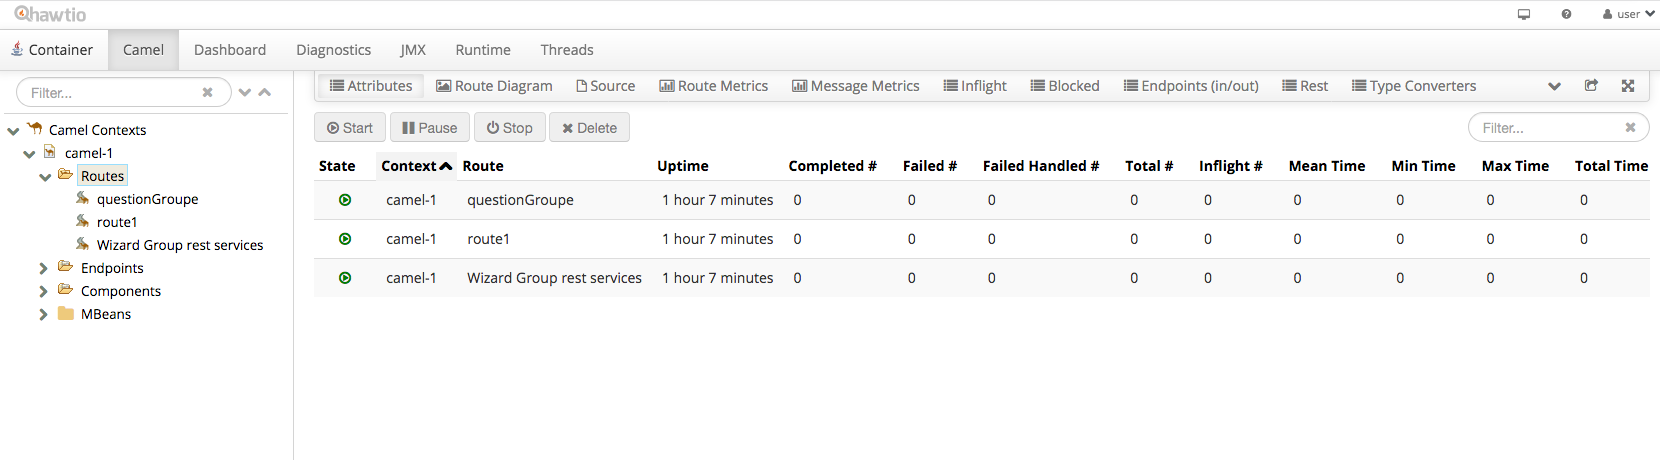 hawtio
user
Container Camel Dashboard Diagnostics JMX Runtime Threads
Filter...
Attributes Route Diagram Source Route Metrics Message Metrics Inflight Blocked Endpoints (in/out) Rest Type Converters
Start Pause Stop Delete
Filter...
Camel Contexts
camel-1
Routes
questionGroupe
route1
Wizard Group rest services
Endpoints
Components
MBeans
State Context Route Uptime Completed # Failed # Failed Handled # Total # Inflight # Mean Time Min Time Max Time Total Time
camel-1 questionGroupe 1 hour 7 minutes 0 0 0 0 0 0 0 0 0
camel-1 route1 1 hour 7 minutes 0 0 0 0 0 0 0 0 0
camel-1 Wizard Group rest services 1 hour 7 minutes 0 0 0 0 0 0 0 0 0